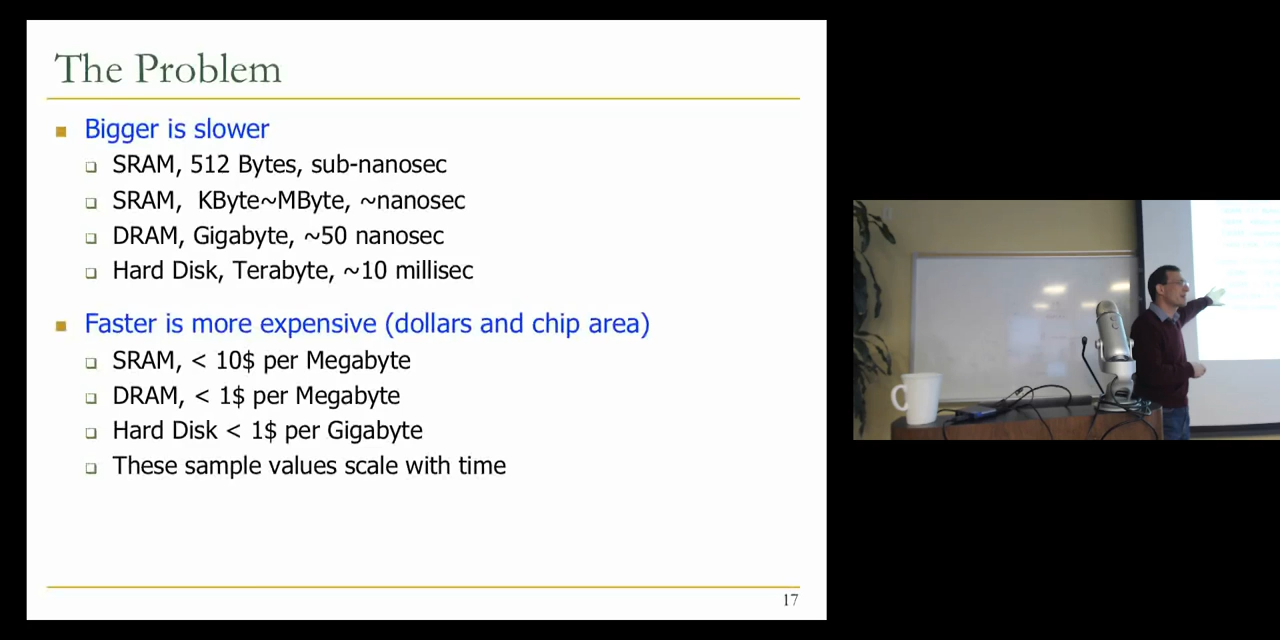 The Problem
Bigger is slower
SRAM, 512 Bytes, sub-nanosec
SRAM, KByte~MByte, ~nanosec
DRAM, Gigabyte, ~50 nanosec
Hard Disk, Terabyte, ~10 millisec
Faster is more expensive (dollars and chip area)
SRAM, < 10$ per Megabyte
DRAM, < 1$ per Megabyte
Hard Disk < 1$ per Gigabyte
These sample values scale with time
17